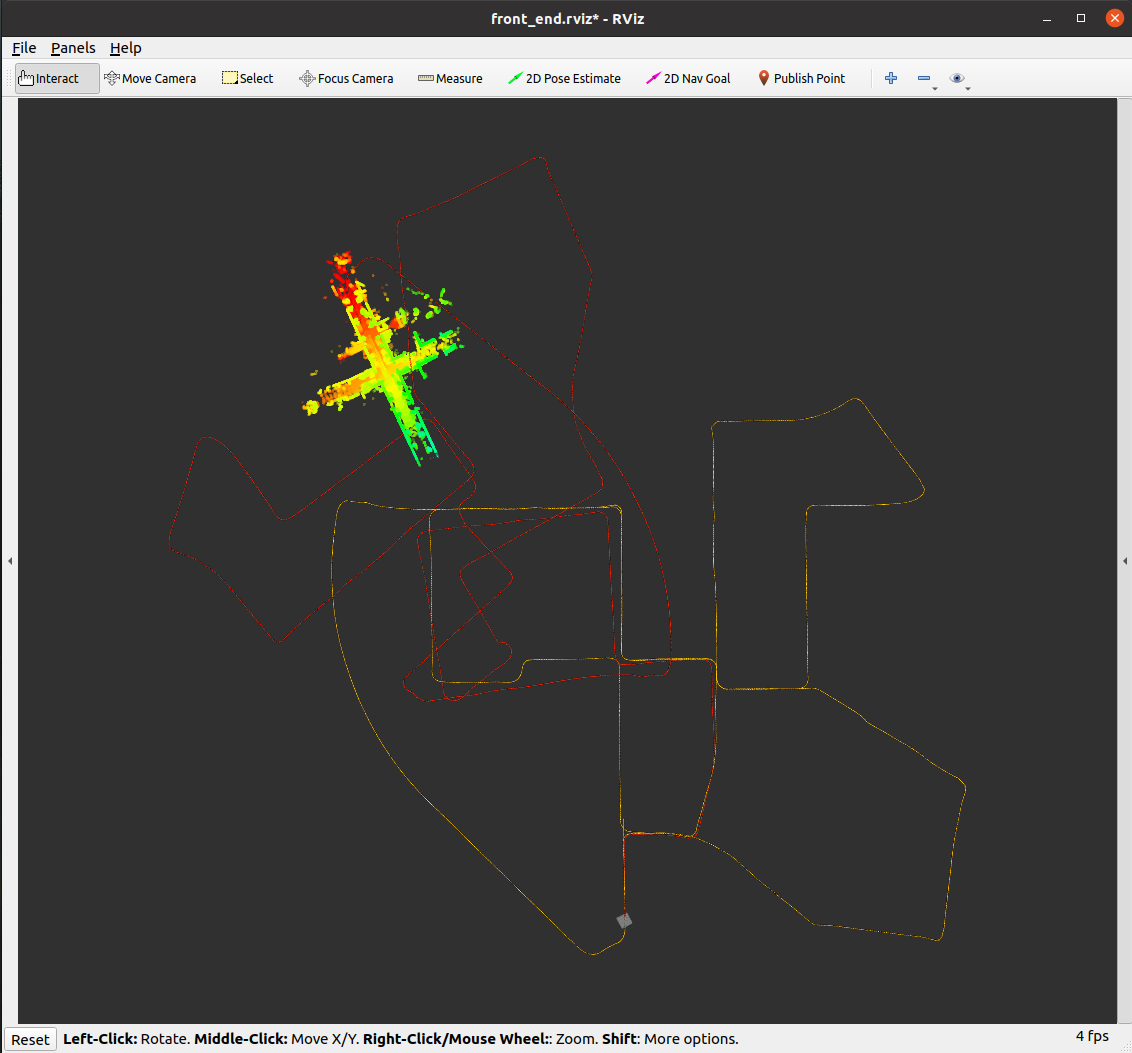 front_end.rviz* - RViz
File Panels Help
Interact Move Camera Select Focus Camera Measure 2D Pose Estimate 2D Nav Goal Publish Point
Reset Left-Click: Rotate. Middle-Click: Move X/Y. Right-Click/Mouse Wheel:: Zoom. Shift: More options. 4 fps